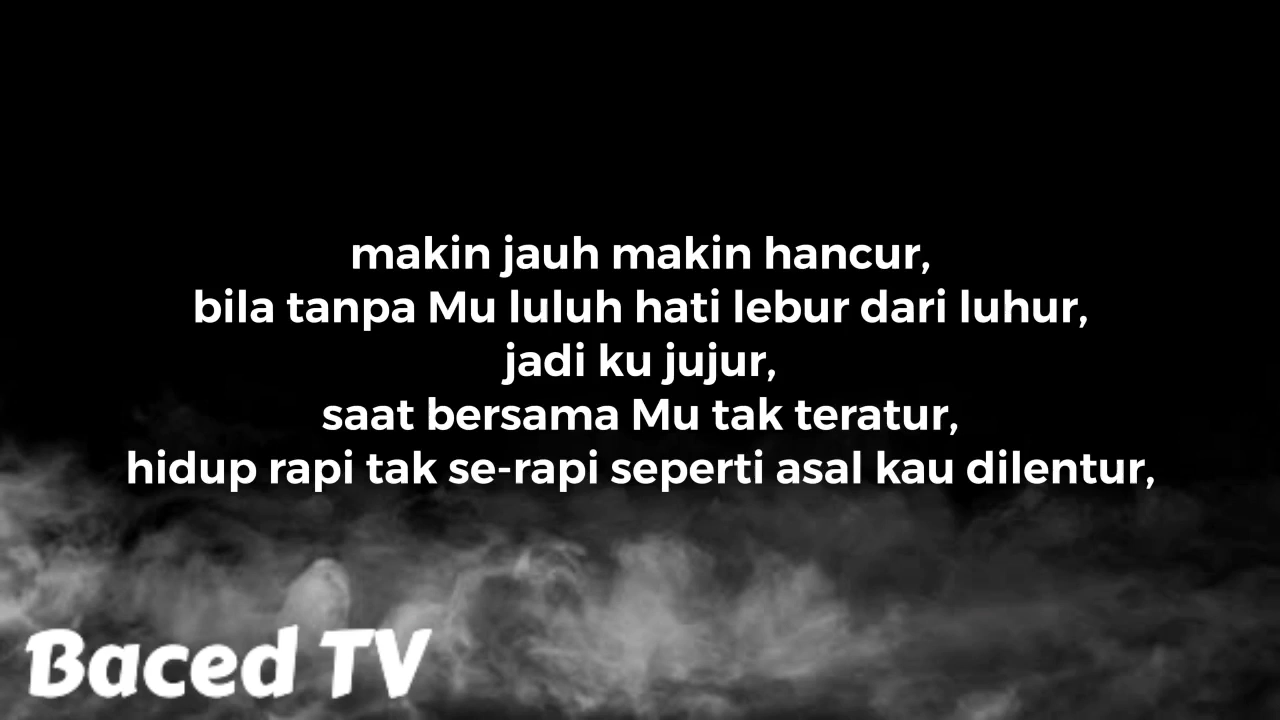 makin jauh makin hancur,
bila tanpa Mu luluh hati lebur dari luhur,
jadi ku jujur,
saat bersama Mu tak teratur,
hidup rapi tak se-rapi seperti asal kau dilentur,
Baced TV